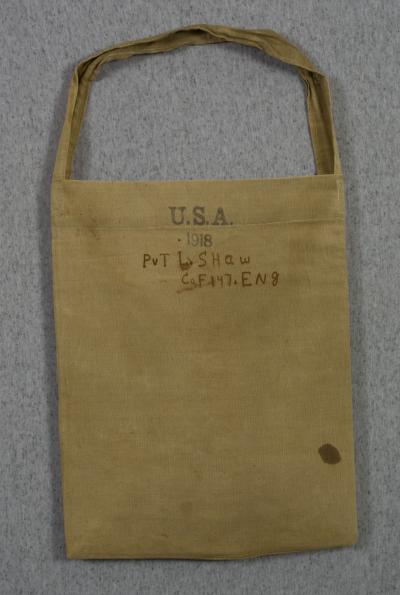 U.S.A.
1918
PvT L. SHaw
Co F 147. ENg